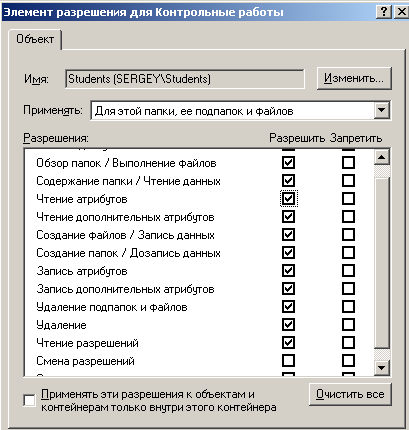 Элемент разрешения для Контрольные работы
Объект
Имя: Students (SERGEY\Students) Изменить...
Применять: Для этой папки, ее подпапок и файлов
Разрешения: Разрешить Запретить
Обзор папок / Выполнение файлов
Содержание папки / Чтение данных
Чтение атрибутов
Чтение дополнительных атрибутов
Создание файлов / Запись данных
Создание папок / Дозапись данных
Запись атрибутов
Запись дополнительных атрибутов
Удаление подпапок и файлов
Удаление
Чтение разрешений
Смена разрешений
Применять эти разрешения к объектам и Очистить все
контейнерам только внутри этого контейнера